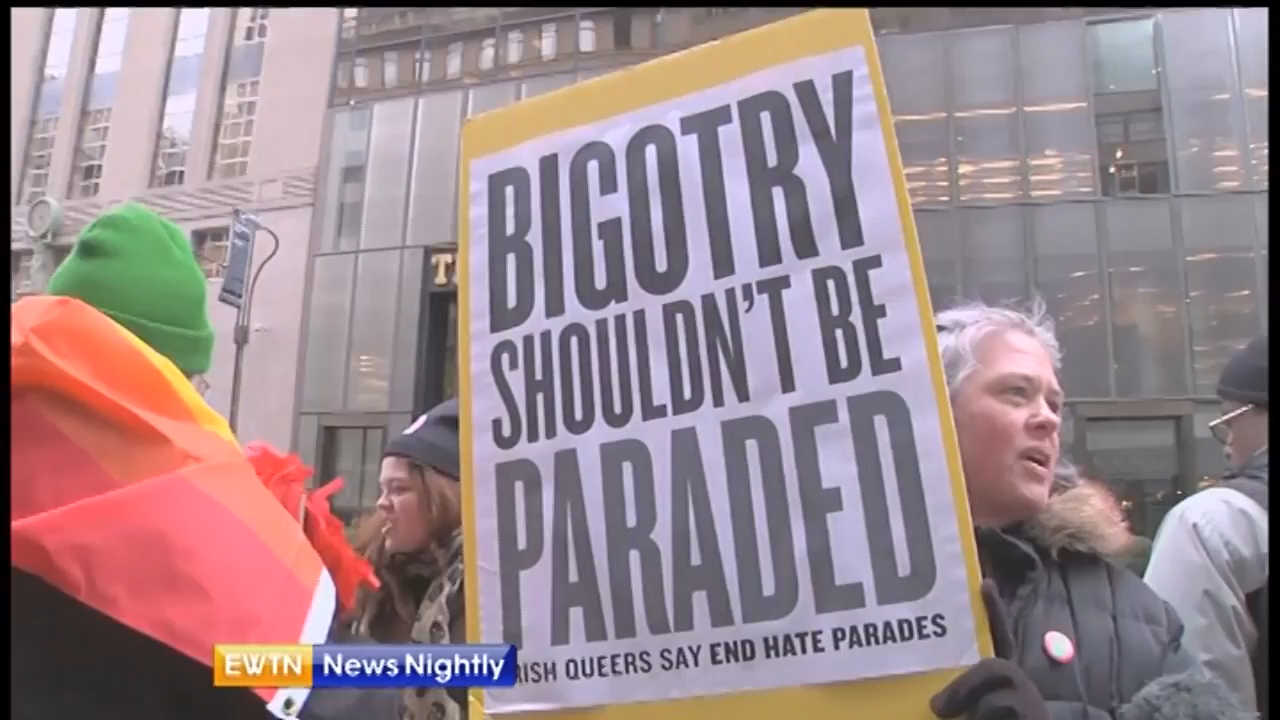 BIGOTRY
SHOULDN'T BE
PARADED
RISH QUEERS SAY END HATE PARADES
EWTN News Nightly